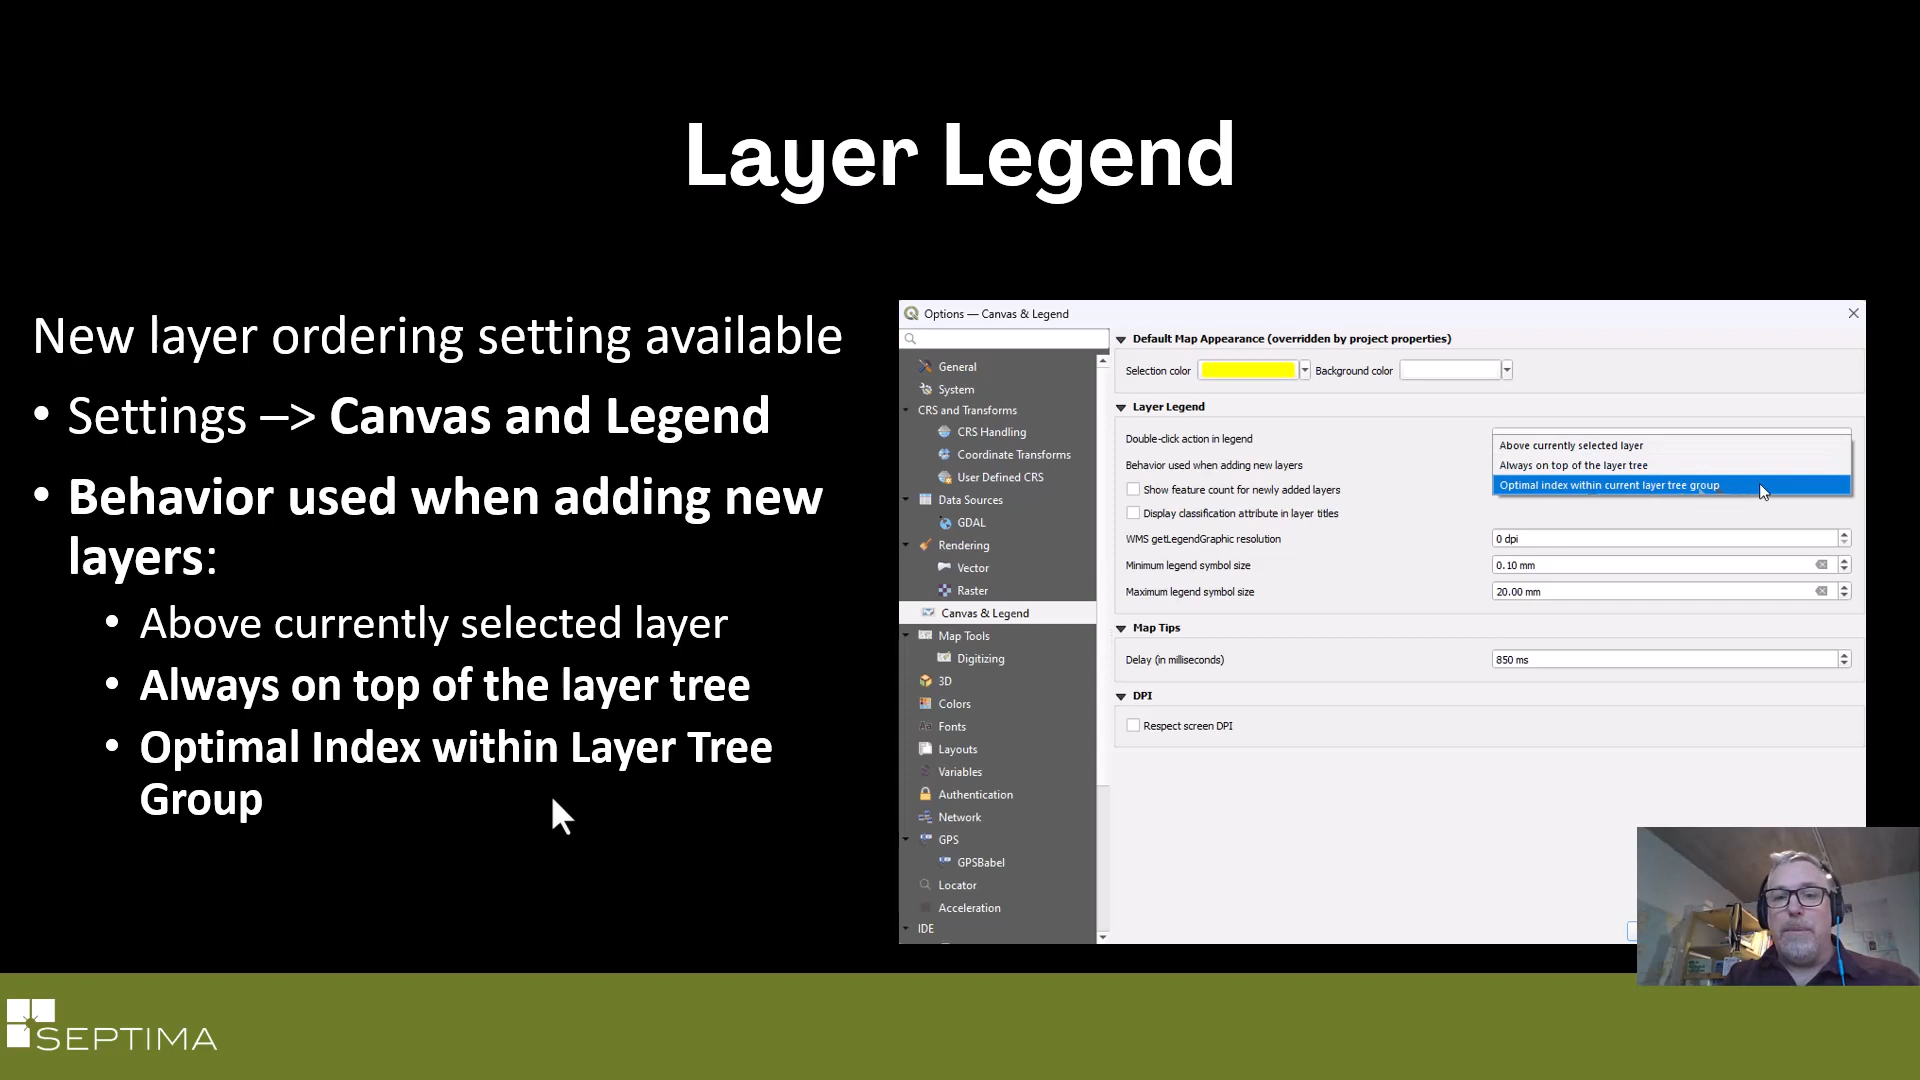 Layer Legend
New layer ordering setting available
• Settings –> Canvas and Legend
• Behavior used when adding new
layers:
• Above currently selected layer
• Always on top of the layer tree
• Optimal Index within Layer Tree
Group
Options — Canvas & Legend
General
System
CRS and Transforms
CRS Handling
Coordinate Transforms
User Defined CRS
Data Sources
GDAL
Rendering
Vector
Raster
Canvas & Legend
Map Tools
Digitizing
3D
Colors
Fonts
Layouts
Variables
Authentication
Network
GPS
GPSBabel
Locator
Acceleration
IDE
Default Map Appearance (overridden by project properties)
Selection color Background color
Layer Legend
Double-click action in legend
Above currently selected layer
Behavior used when adding new layers
Always on top of the layer tree
Optimal index within current layer tree group
Show feature count for newly added layers
Display classification attribute in layer titles
WMS getLegendGraphic resolution 0 dpi
Minimum legend symbol size 0.10 mm
Maximum legend symbol size 20.00 mm
Map Tips
Delay (in milliseconds) 850 ms
DPI
Respect screen DPI
SEPTIMA